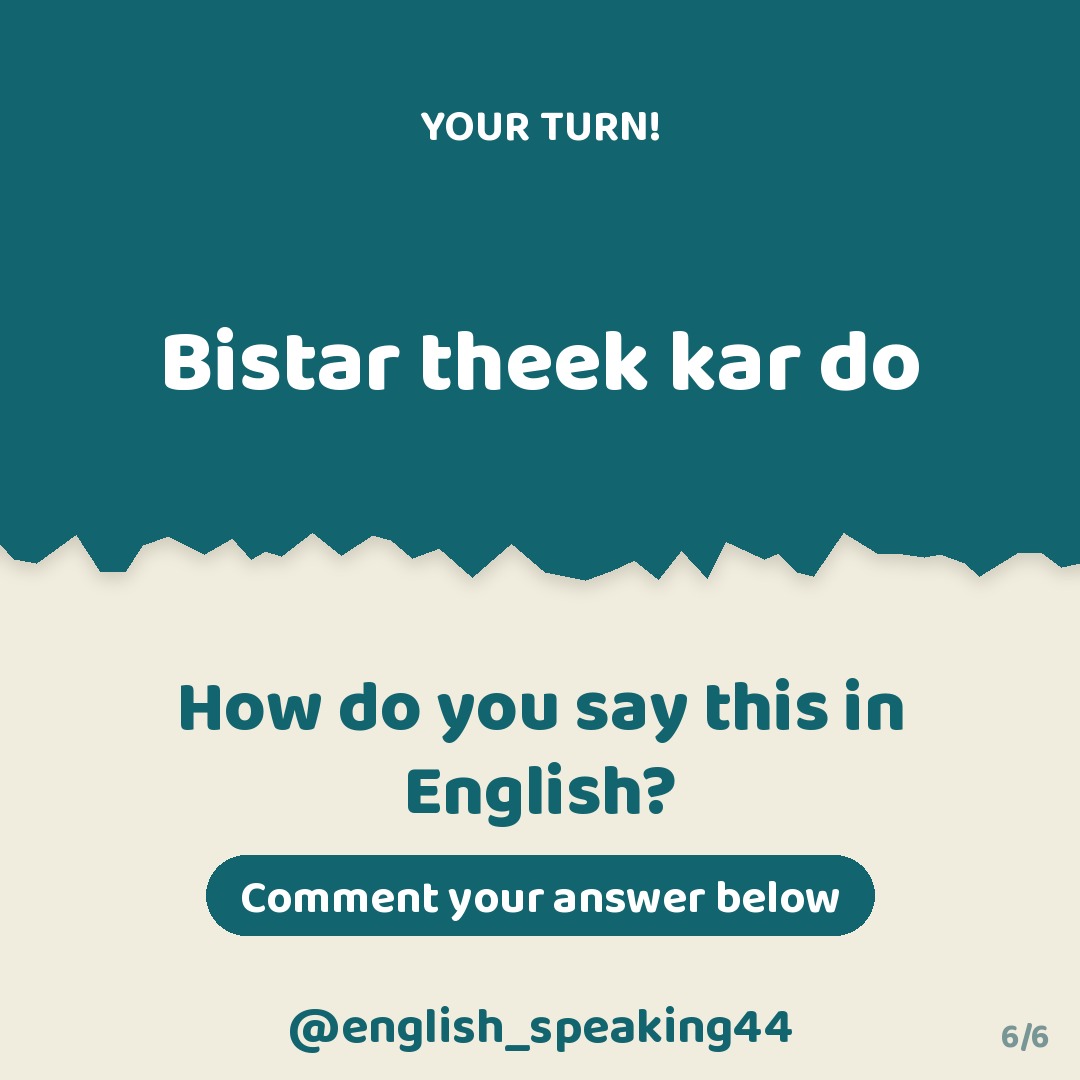 YOUR TURN!
Bistar theek kar do
How do you say this in
English?
Comment your answer below
@english_speaking44
6/6